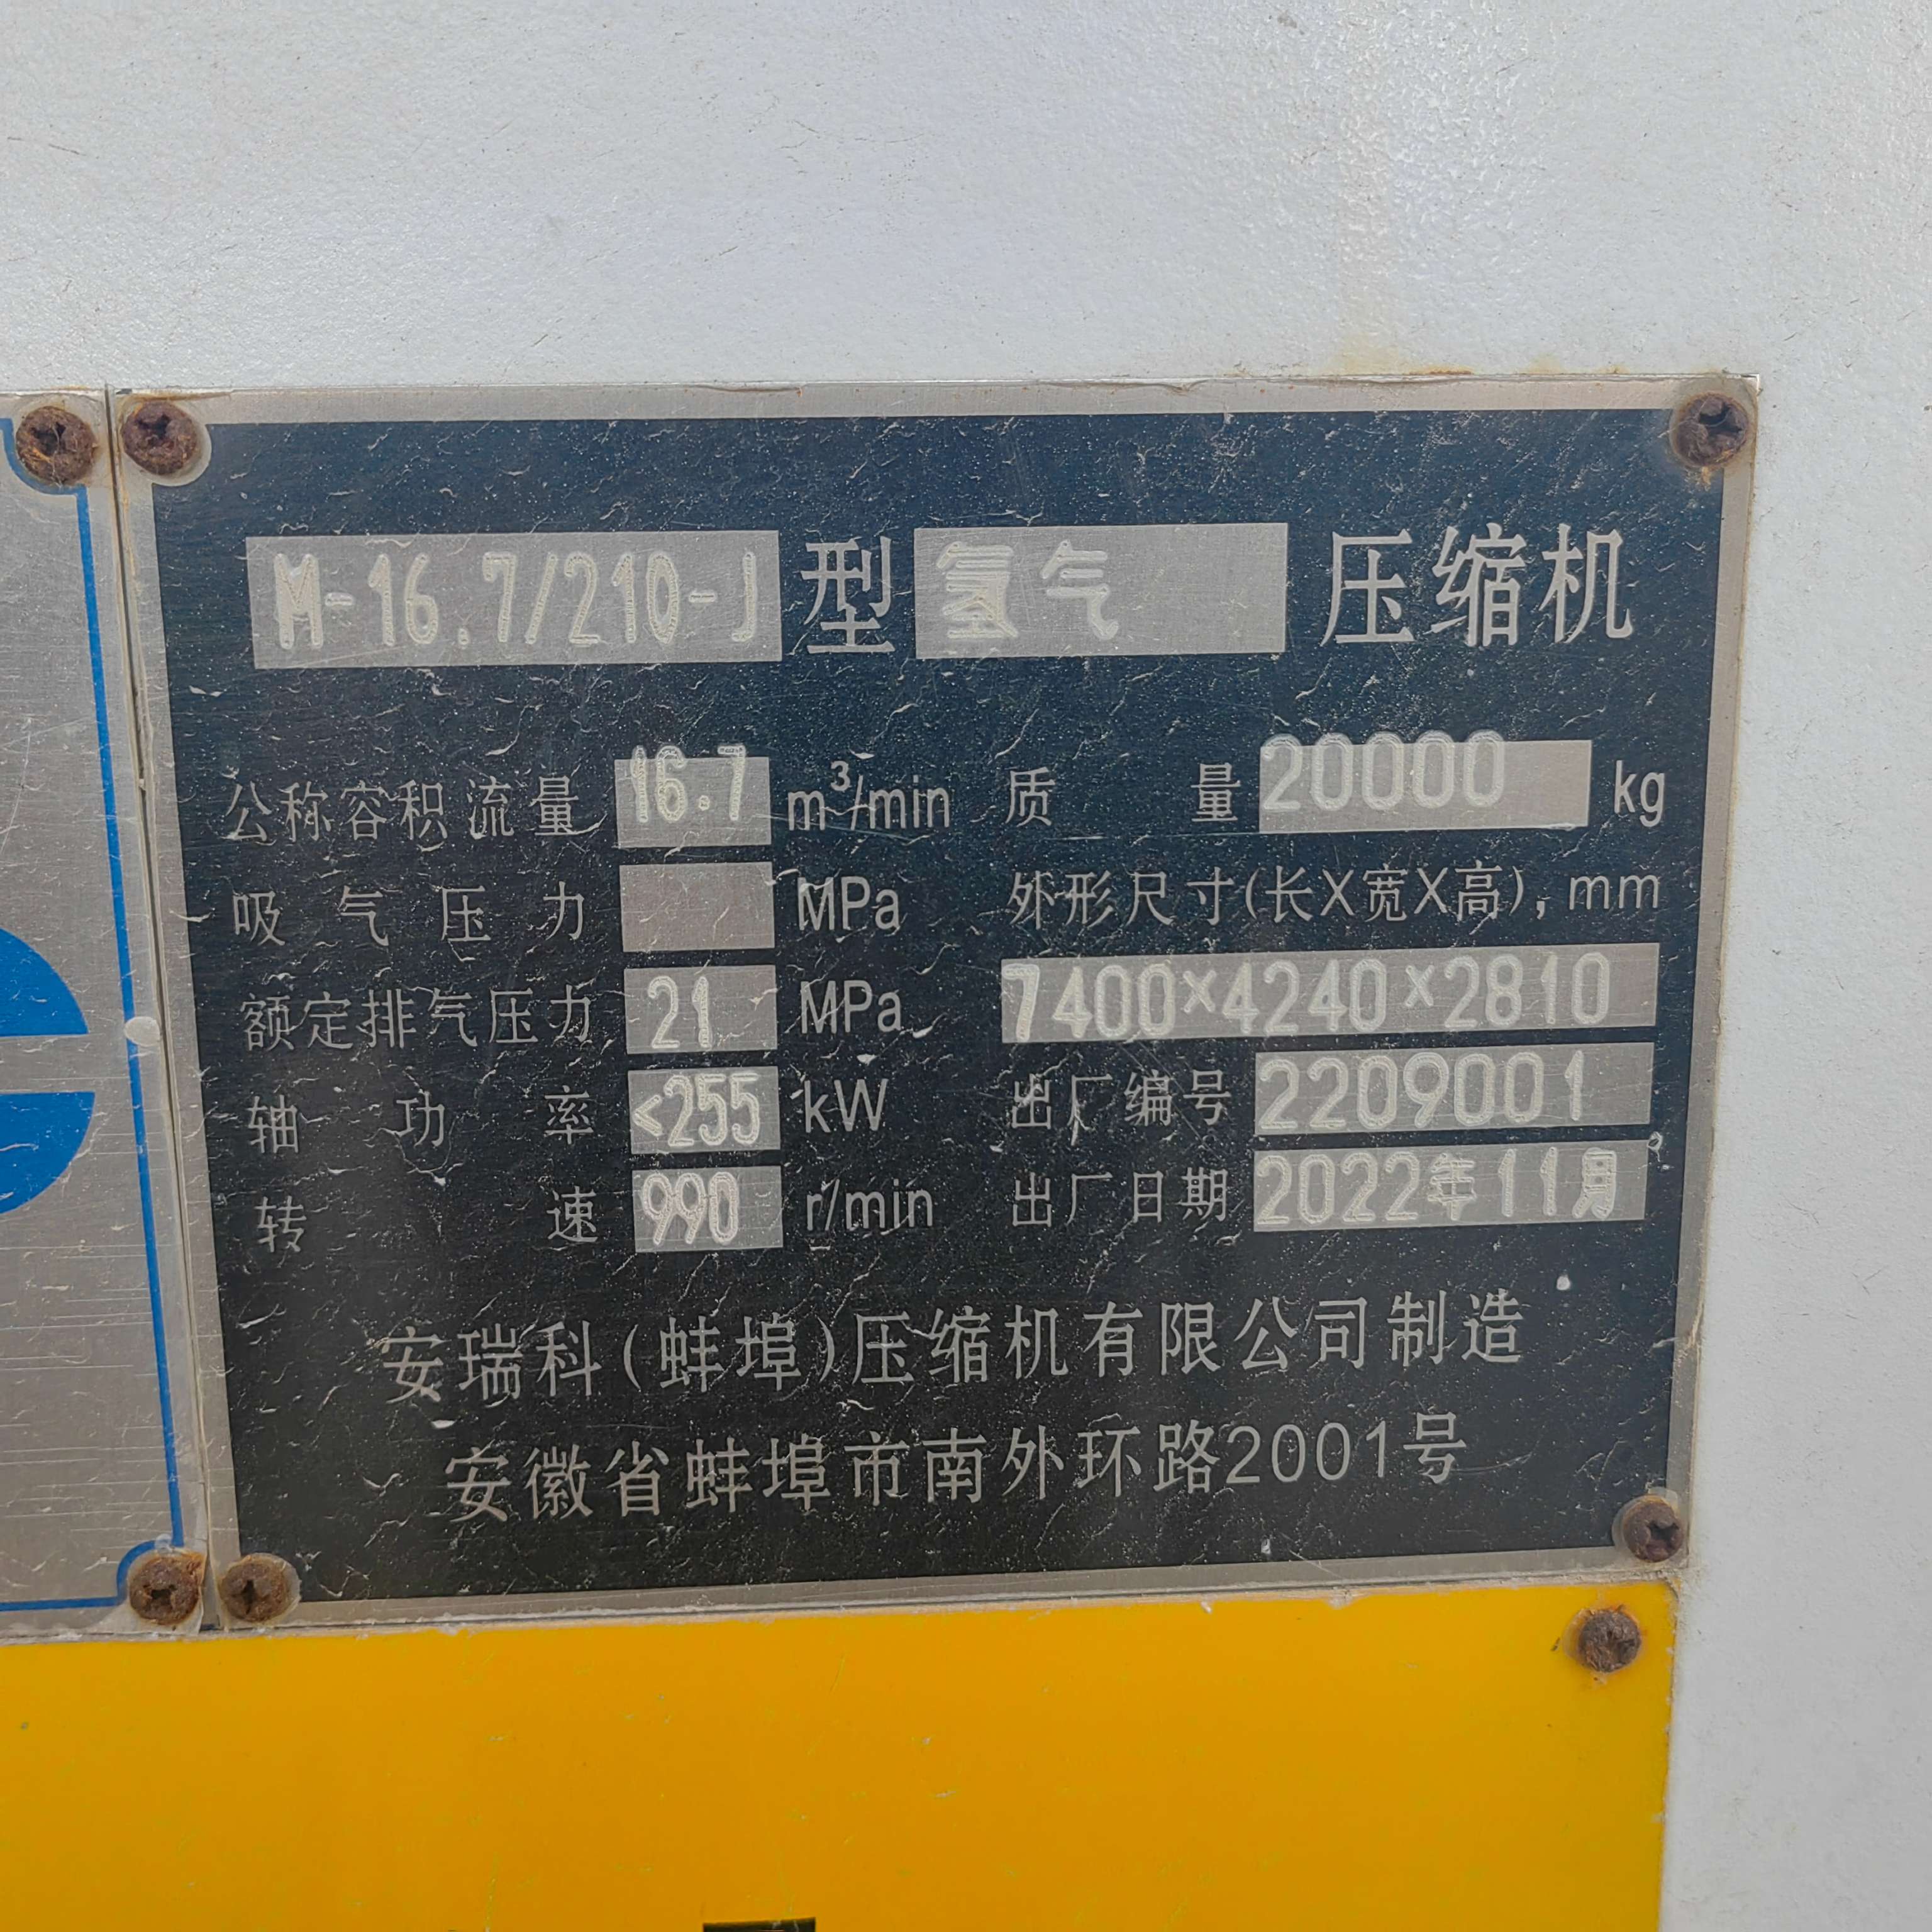 M-16.7/210-J 型 氢气 压缩机
公称容积流量 16.7 m³/min 质量 20000 kg
吸气压力 MPa 外形尺寸(长X宽X高), mm
额定排气压力 21 MPa 7400×4240×2810
轴功率 <255 kW 出厂编号 2209001
转速 990 r/min 出厂日期 2022年11月
安瑞科(蚌埠)压缩机有限公司制造
安徽省蚌埠市南外环路2001号